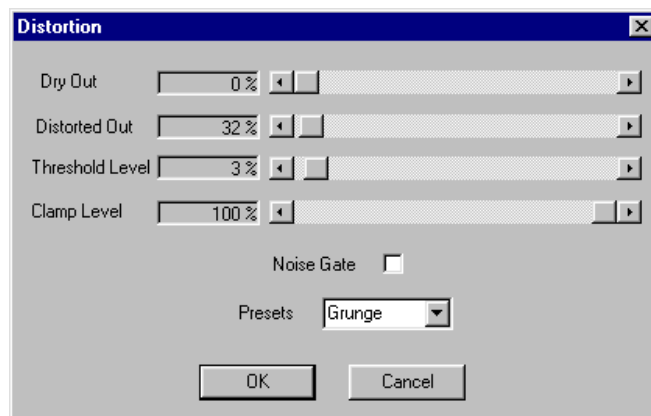 Distortion
Dry Out 0 %
Distorted Out 32 %
Threshold Level 3 %
Clamp Level 100 %
Noise Gate
Presets Grunge
OK Cancel